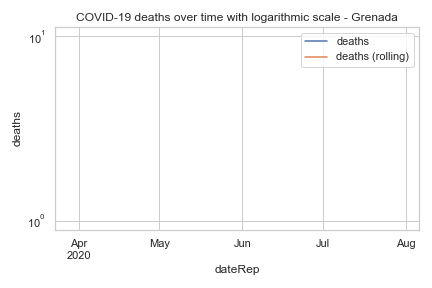 COVID-19 deaths over time with logarithmic scale - Grenada
10¹
deaths
deaths (rolling)
deaths
10⁰
Apr May Jun Jul Aug
2020
dateRep